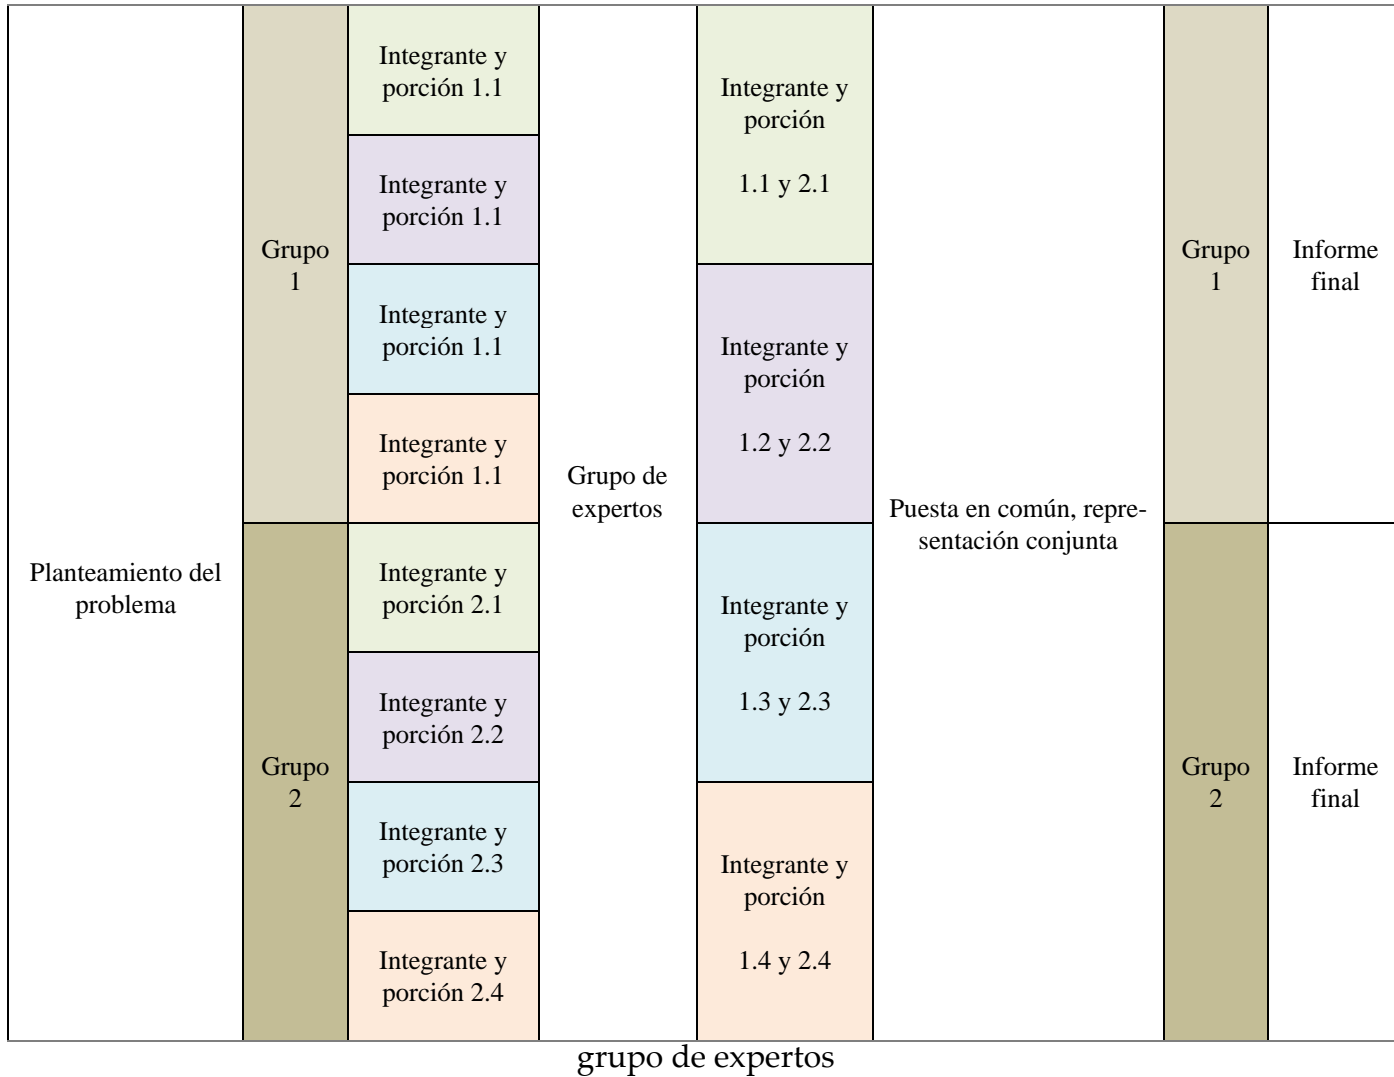 Planteamiento del
problema
Grupo
1
Integrante y
porción 1.1
Integrante y
porción 1.1
Integrante y
porción 1.1
Integrante y
porción 1.1
Grupo
2
Integrante y
porción 2.1
Integrante y
porción 2.2
Integrante y
porción 2.3
Integrante y
porción 2.4
Grupo de
expertos
Integrante y
porción
1.1 y 2.1
Integrante y
porción
1.2 y 2.2
Integrante y
porción
1.3 y 2.3
Integrante y
porción
1.4 y 2.4
Puesta en común, repre-
sentación conjunta
Grupo
1
Informe
final
Grupo
2
Informe
final
grupo de expertos